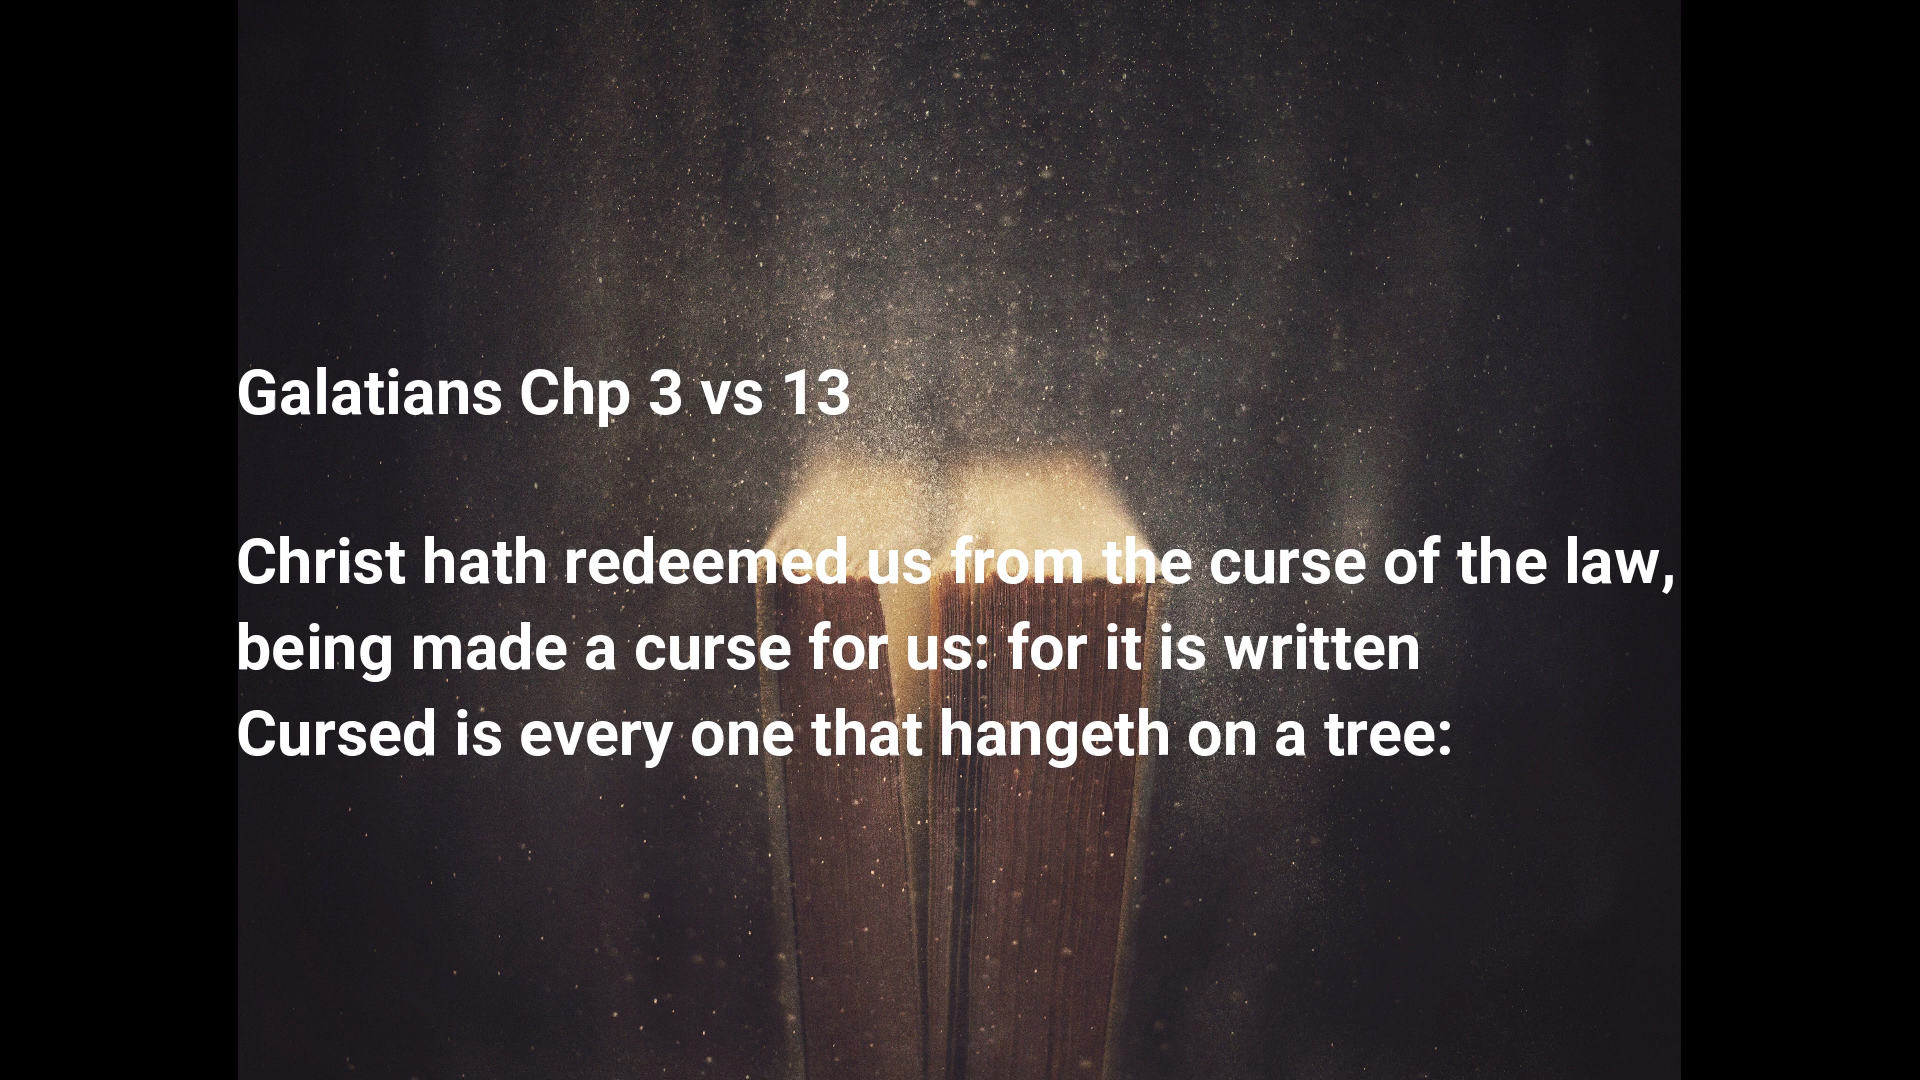 Galatians Chp 3 vs 13
Christ hath redeemed us from the curse of the law,
being made a curse for us: for it is written
Cursed is every one that hangeth on a tree: